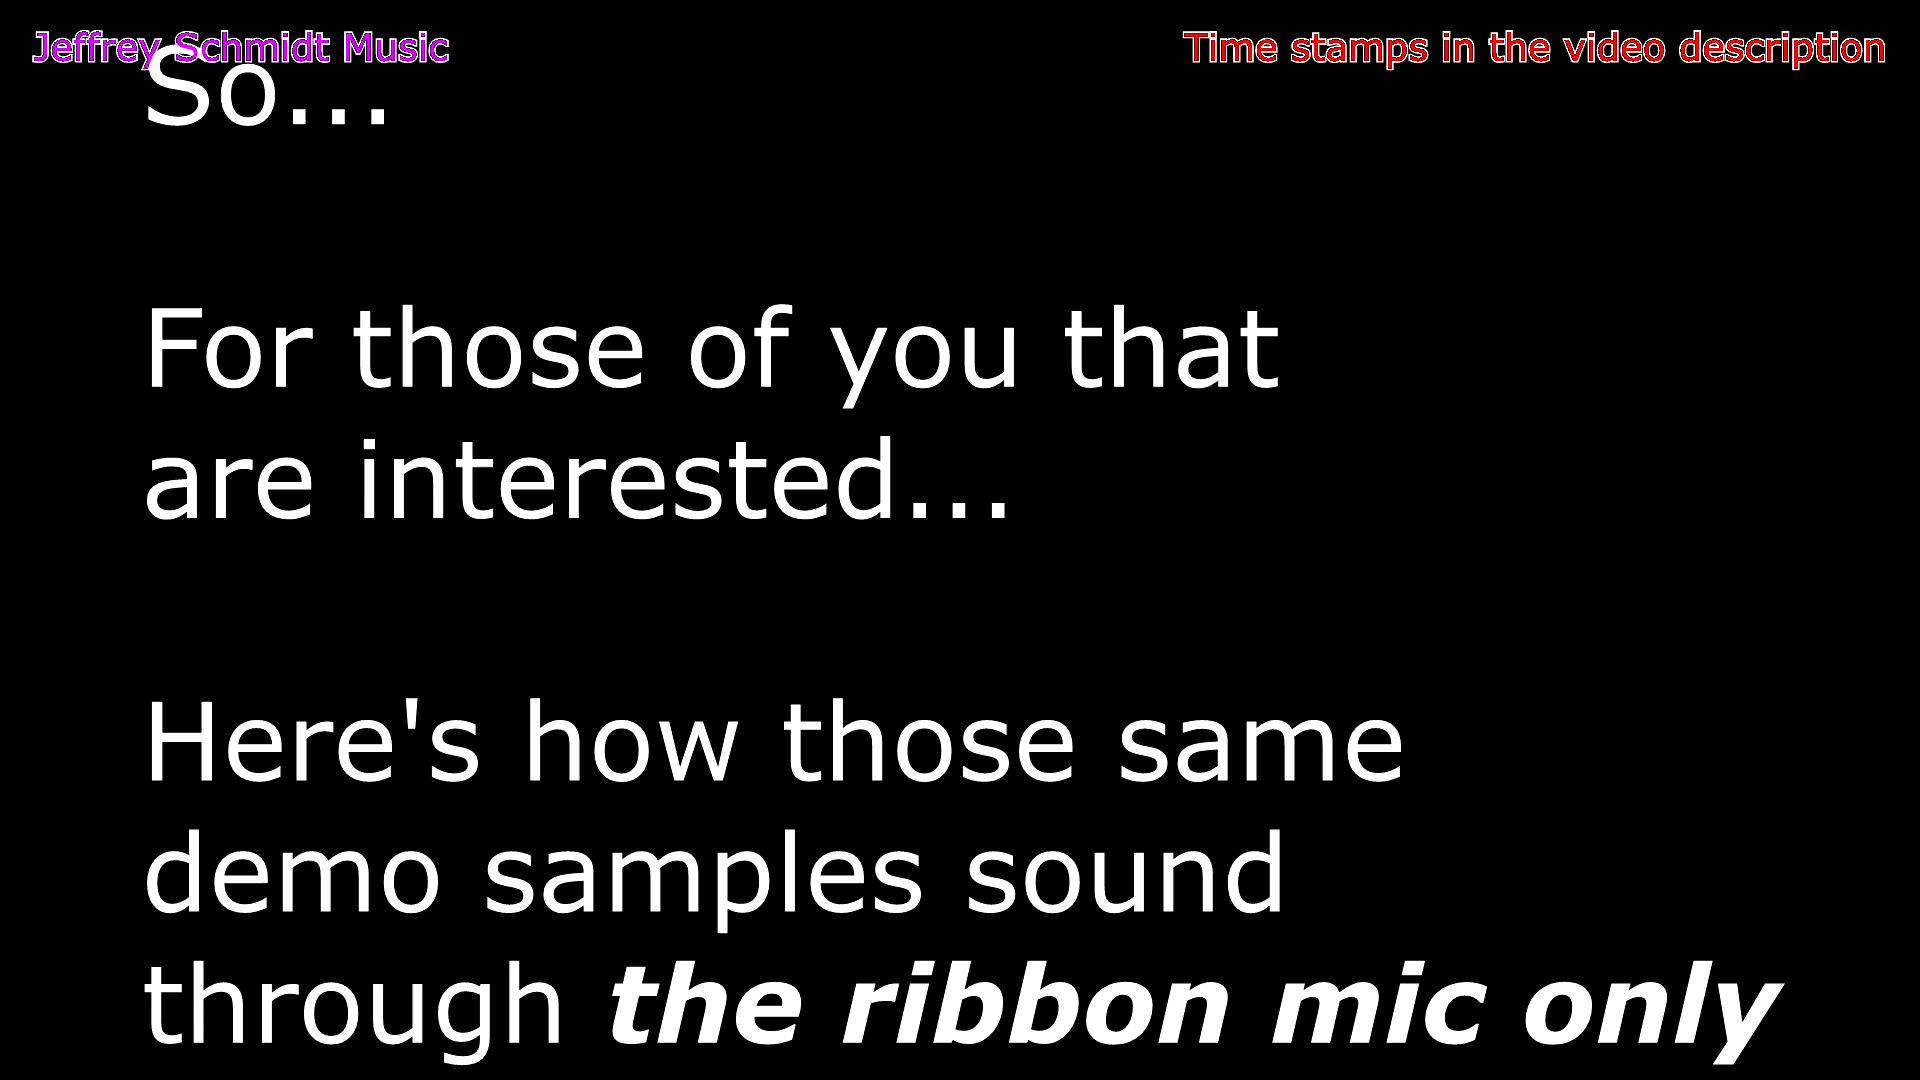 Jeffrey Schmidt Music
Time stamps in the video description
So...
For those of you that
are interested...
Here's how those same
demo samples sound
through the ribbon mic only